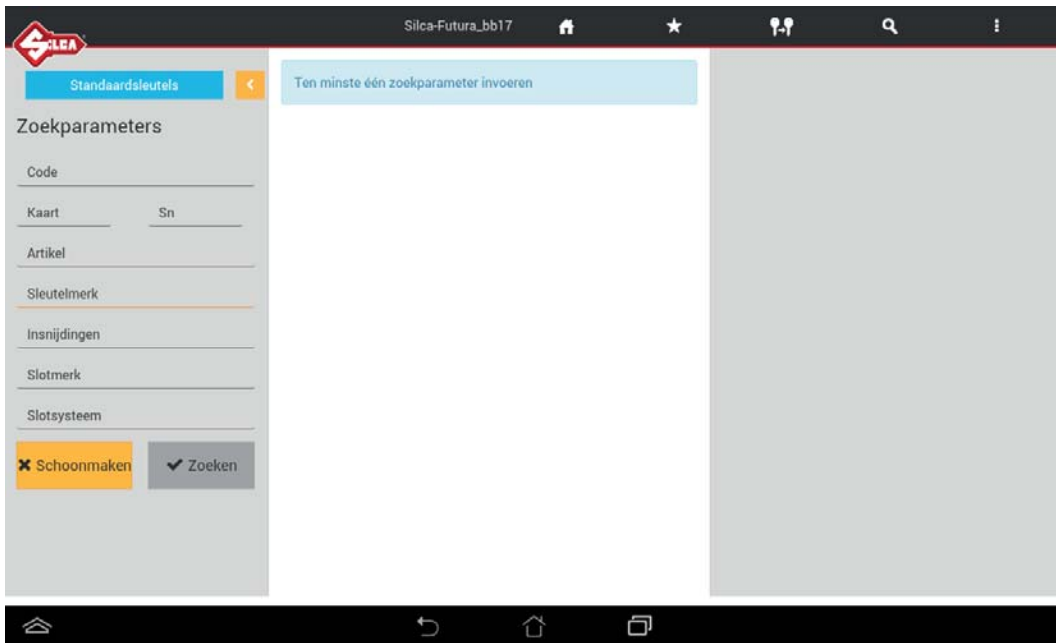 SILCA
Silca-Futura_bb17
Standaardsleutels
Ten minste één zoekparameter invoeren
Zoekparameters
Code
Kaart Sn
Artikel
Sleutelmerk
Insnijdingen
Slotmerk
Slotsysteem
Schoonmaken Zoeken